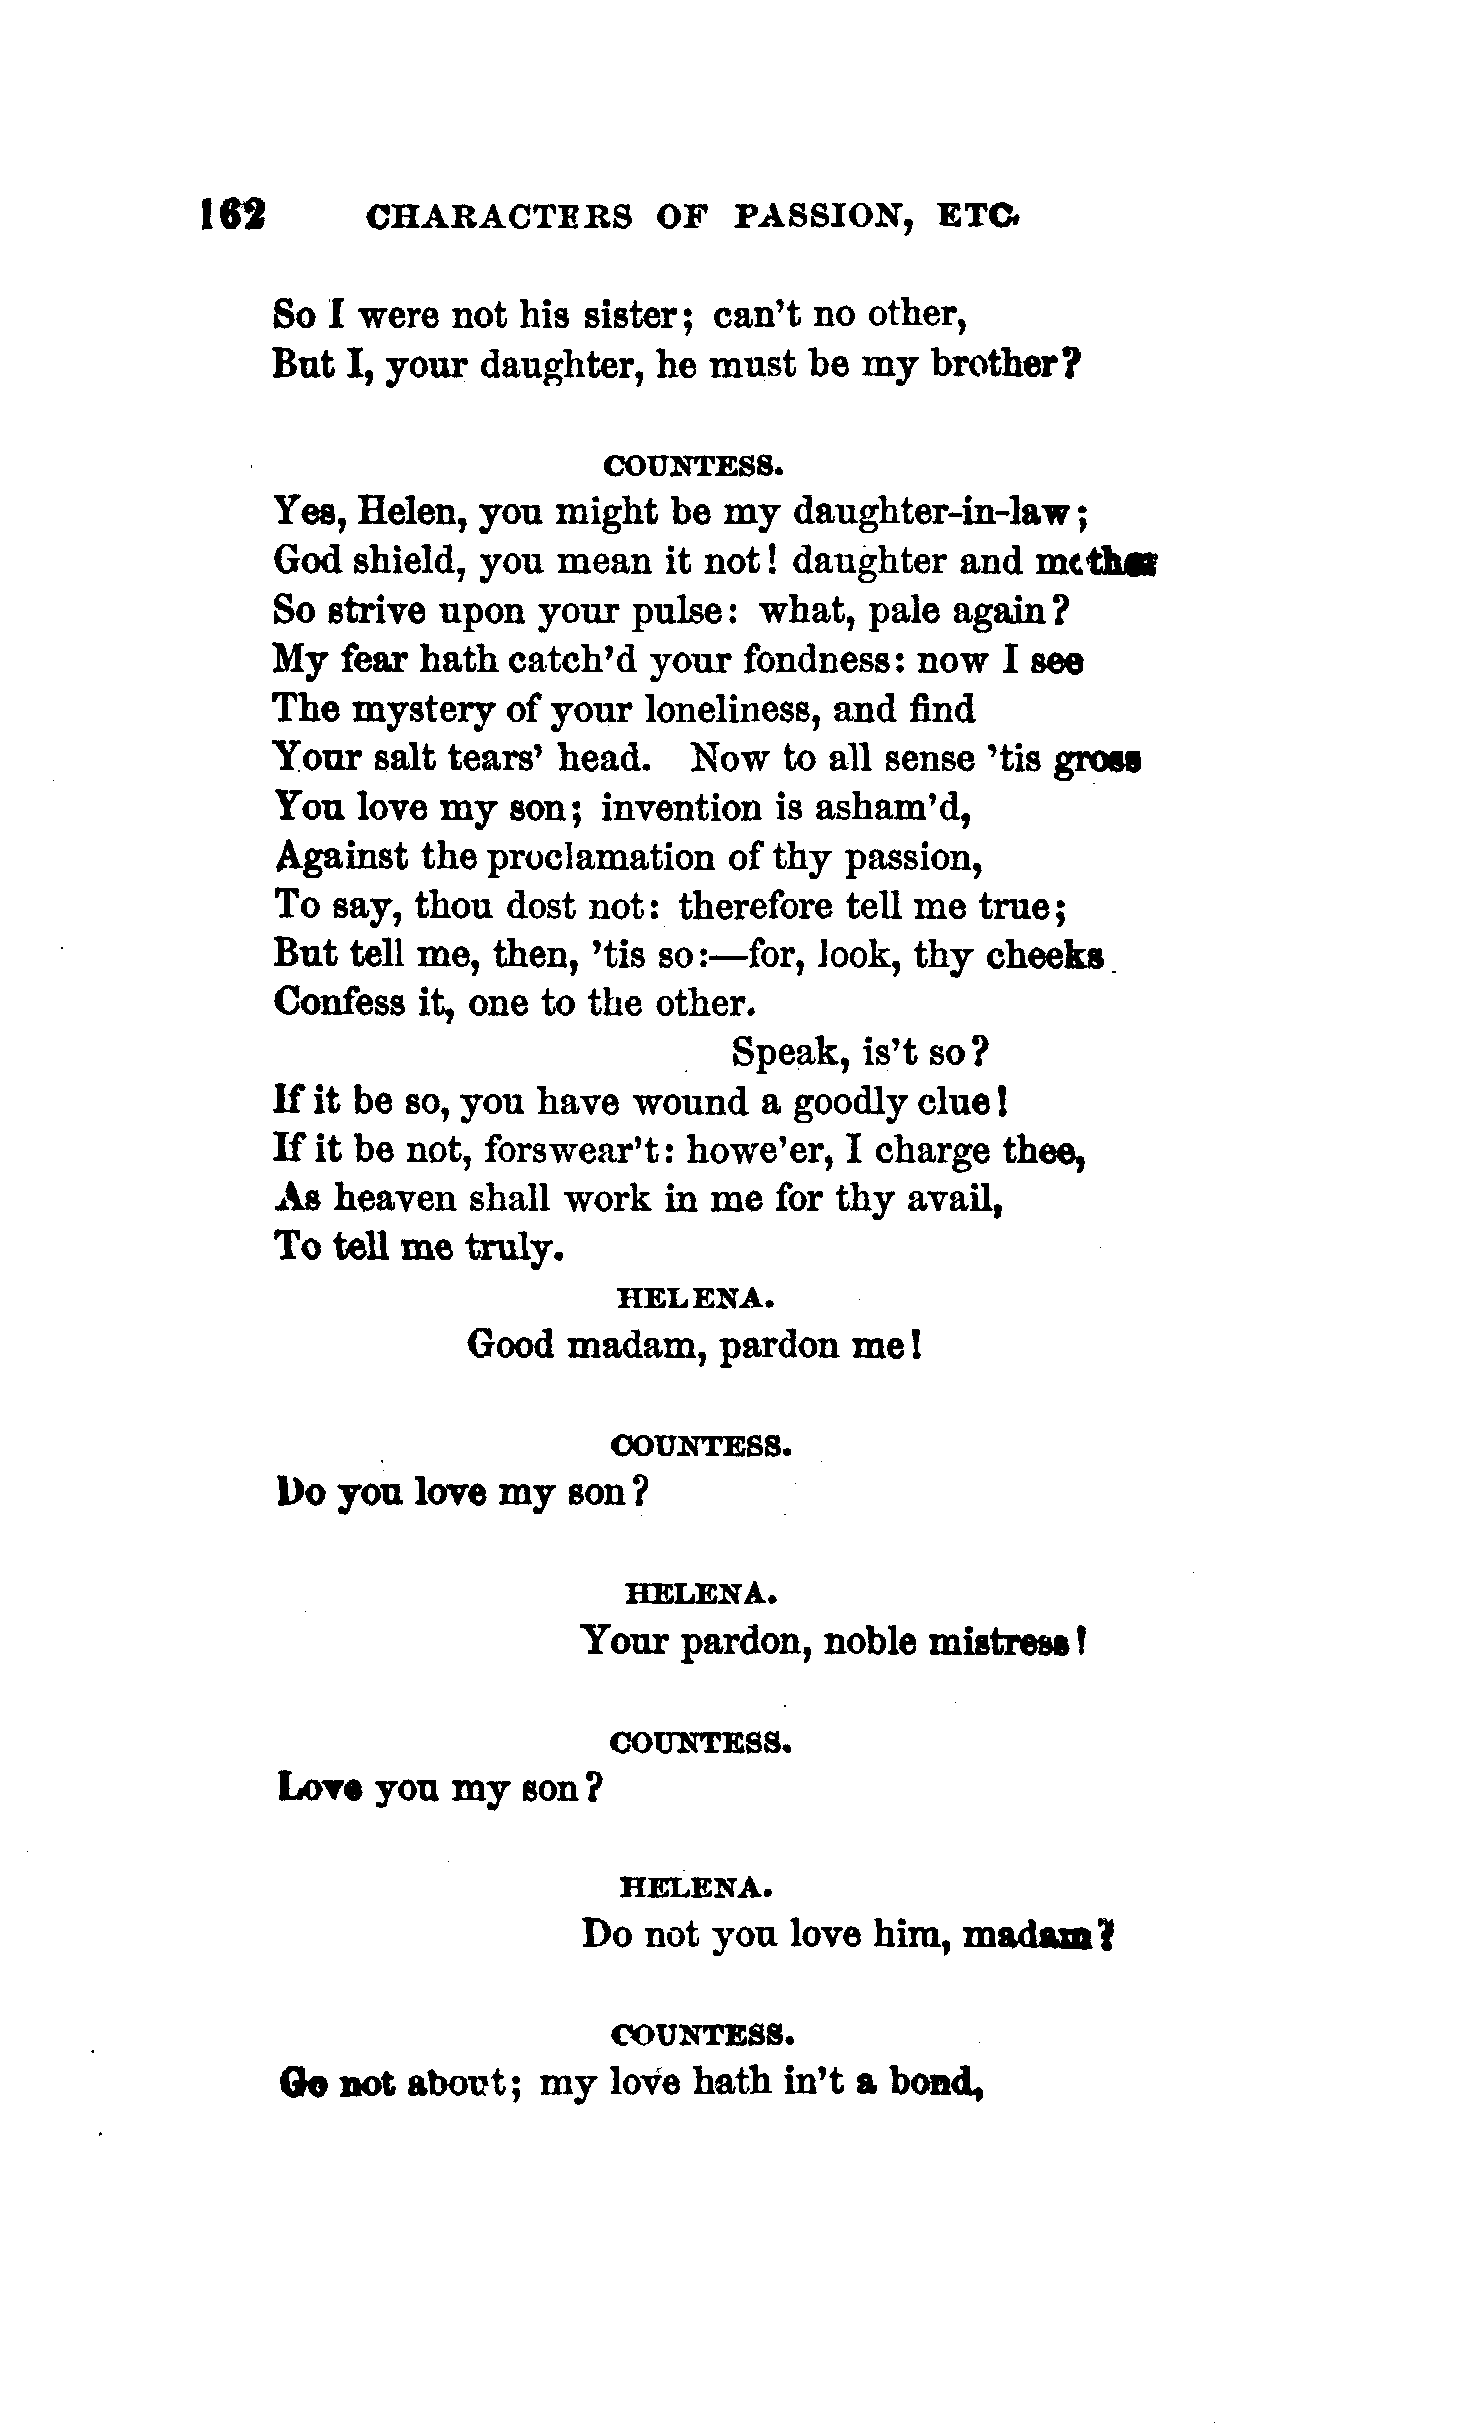 162 CHARACTERS OF PASSION, ETC.
So I were not his sister; can't no other,
But I, your daughter, he must be my brother?
COUNTESS.
Yes, Helen, you might be my daughter-in-law;
God shield, you mean it not! daughter and mother
So strive upon your pulse: what, pale again?
My fear hath catch'd your fondness: now I see
The mystery of your loneliness, and find
Your salt tears' head. Now to all sense 'tis gross
You love my son; invention is asham'd,
Against the proclamation of thy passion,
To say, thou dost not: therefore tell me true;
But tell me, then, 'tis so:—for, look, thy cheeks
Confess it, one to the other.
Speak, is't so?
If it be so, you have wound a goodly clue!
If it be not, forswear't: howe'er, I charge thee,
As heaven shall work in me for thy avail,
To tell me truly.
HELENA.
Good madam, pardon me!
COUNTESS.
Do you love my son?
HELENA.
Your pardon, noble mistress!
COUNTESS.
Love you my son?
HELENA.
Do not you love him, madam?
COUNTESS.
Go not about; my love hath in't a bond,